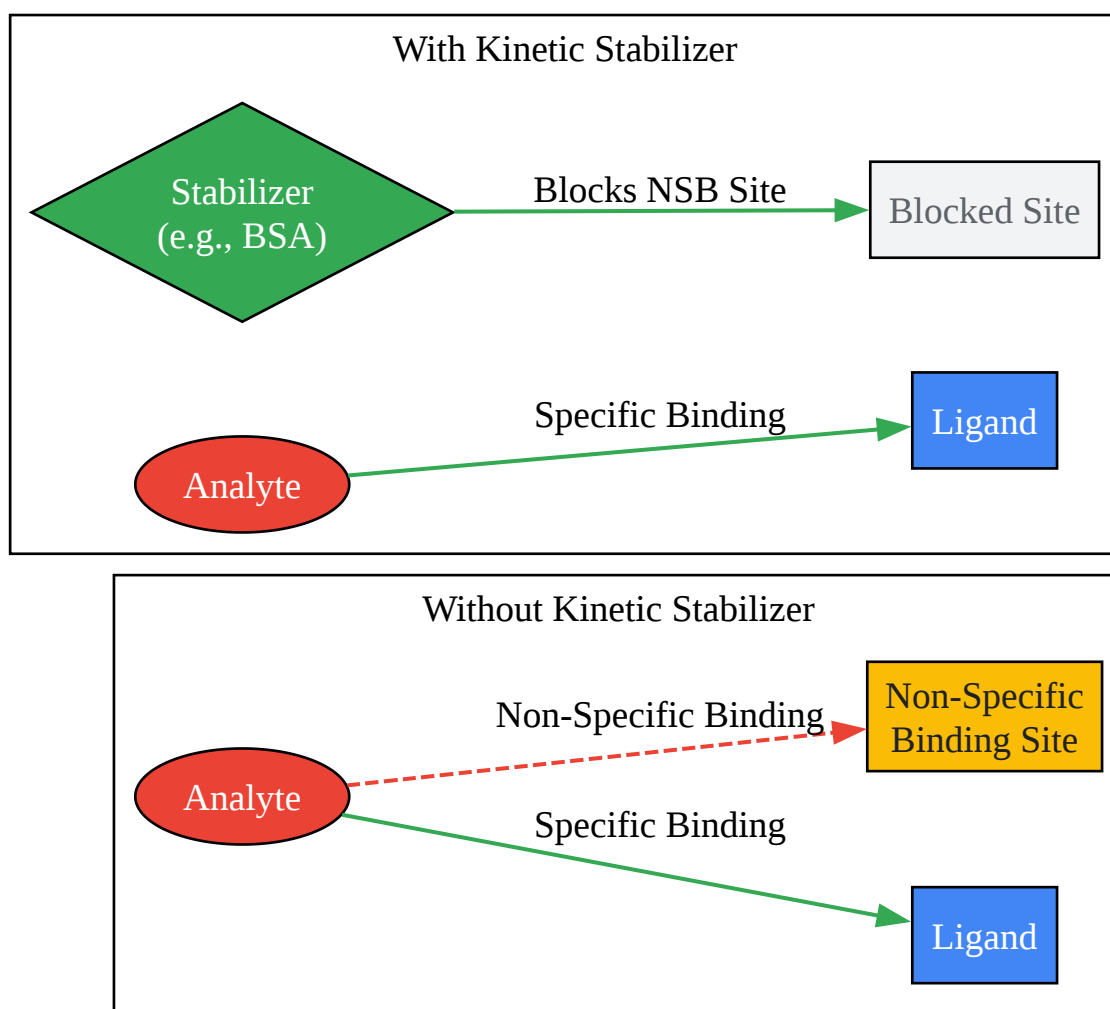 With Kinetic Stabilizer
Stabilizer
(e.g., BSA)
Blocks NSB Site
Blocked Site
Specific Binding
Ligand
Analyte
Without Kinetic Stabilizer
Non-Specific Binding
Non-Specific
Binding Site
Analyte
Specific Binding
Ligand